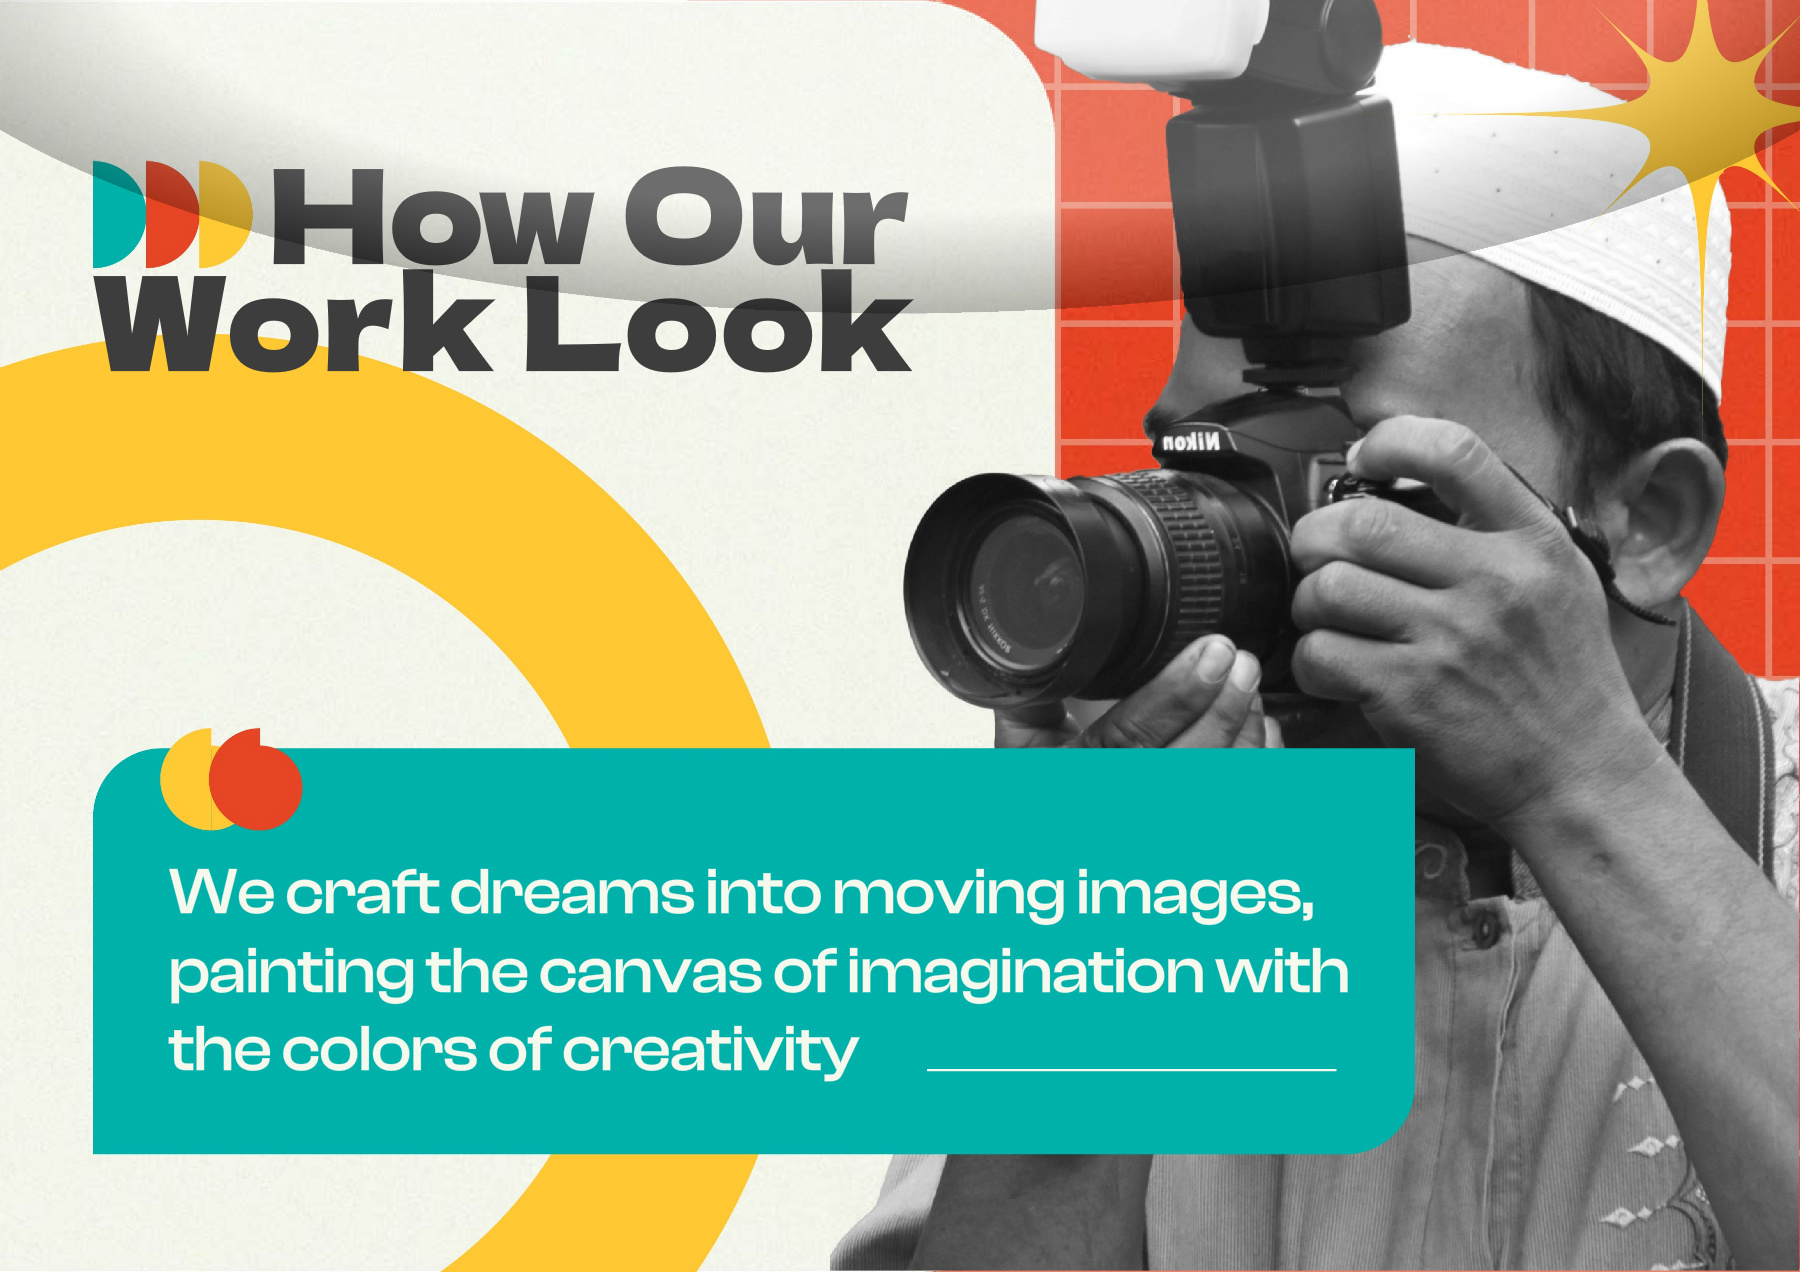 How Our
Work Look
Nikon
We craft dreams into moving images,
painting the canvas of imagination with
the colors of creativity